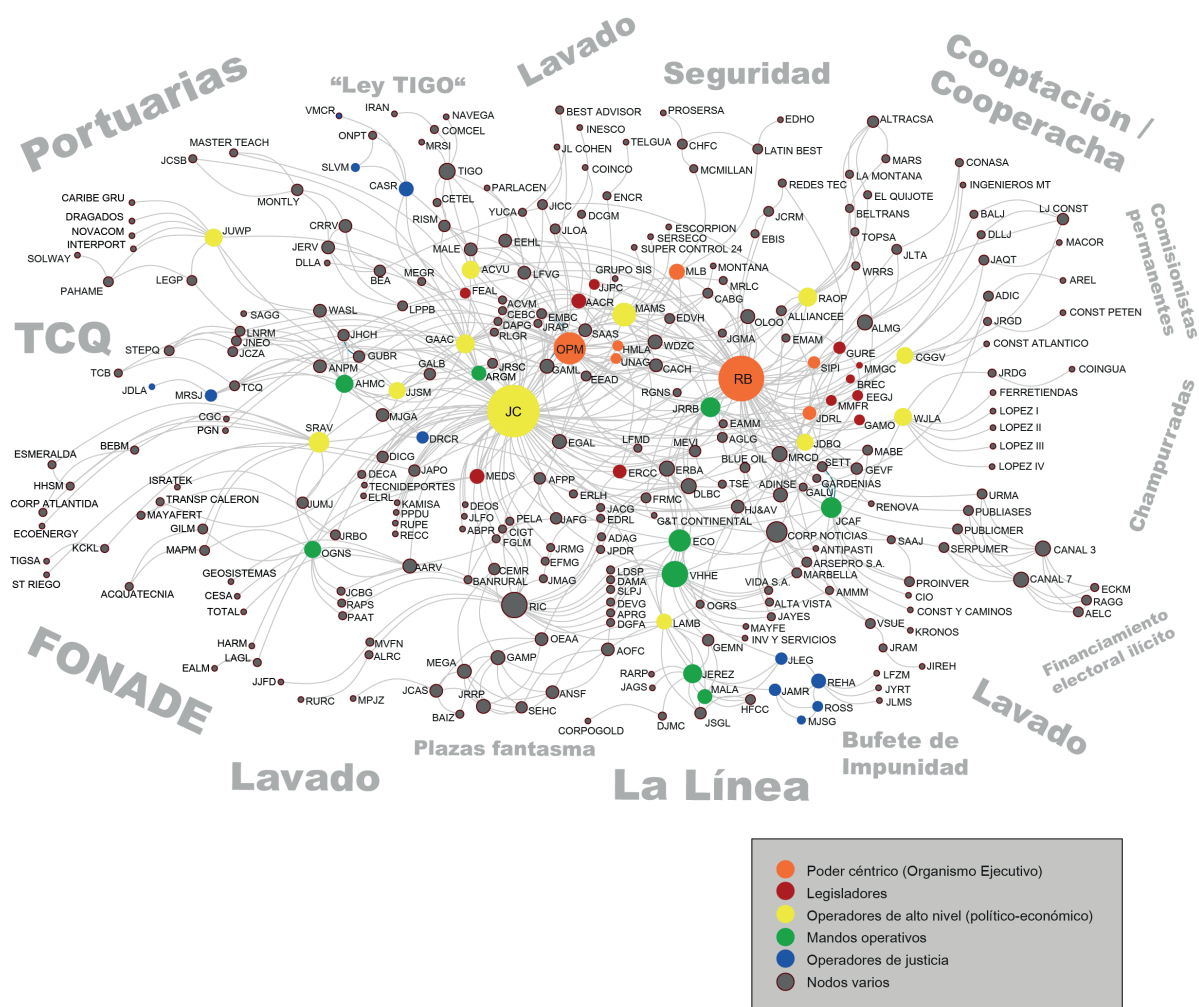 Portuarias
"Ley TIGO"
Lavado
Seguridad
Cooptación /
Cooperacha
Comisionistas
permanentes
Champurradas
Financiamiento
electoral ilícito
Lavado
Bufete de
Impunidad
La Línea
Plazas fantasma
Lavado
FONADE
TCQ
VMCR
IRAN
NAVEGA
ONPT
COMCEL
MRSI
SLVM
CASR
TIGO
CETEL
RISM
MASTER TEACH
JCSB
MONTLY
CARIBE GRU
DRAGADOS
NOVACOM
INTERPORT
SOLWAY
JUWP
PAHAME
LEGP
CRRV
JERV
DLLA
BEA
MEGR
LPPB
MALE
ACVU
FEAL
BEST ADVISOR
INESCO
JL COHEN
COINCO
TELGUA
PARLACEN
ENCR
YUCA
JICC
DCGM
JLOA
EEHL
LFVG
PROSERSA
CHFC
MCMILLAN
EDHO
LATIN BEST
REDES TEC
JCRM
EBIS
ESCORPION
SERSECO
SUPER CONTROL 24
GRUPO SIS
JJPC
MLB
MONTANA
MRLC
CABG
ALTRACSA
MARS
LA MONTANA
EL QUIJOTE
BELTRANS
TOPSA
JLTA
WRRS
CONASA
INGENIEROS MT
BALJ
LJ CONST
DLLJ
MACOR
JAQT
AREL
ADIC
CONST PETEN
JRGD
CONST ATLANTICO
JRDG
COINGUA
FERRETIENDAS
LOPEZ I
LOPEZ II
LOPEZ III
LOPEZ IV
SAGG
WASL
LNRM
JNEO
JCZA
STEPQ
TCB
JDLA
MRSJ
TCQ
CGC
PGN
JHCH
GUBR
ANPM
AHMC
JJSM
GALB
GAAC
ACVM
CEBC
DAPG
RLGR
EMBC
JRAP
AACR
MAMS
SAAS
OPM
HMLA
UNAG
JRSC
ARGM
GAML
EEAD
WDZC
CACH
EDVH
JGMA
OLOO
ALLIANCEE
RAOP
EMAM
ALMG
GURE
SIPI
MMGC
BREC
EEGJ
MMFR
GAMO
JDRL
CGGV
WJLA
RB
JC
RGNS
JRRB
EAMM
AGLG
JDBQ
MRCD
SETT
MABE
GEVF
GARDENIAS
GALU
BLUE OIL
ADINSE
TSE
MEVI
LFMD
EGAL
ERCC
ERBA
DLBC
FRMC
HJ&AV
JCAF
RENOVA
CORP NOTICIAS
SRAV
MJGA
DRCR
DICG
DECA
JAPO
TECNIDEPORTES
ELRL
MEDS
AFPP
ERLH
BEBM
ESMERALDA
HHSM
CORP ATLANTIDA
ECOENERGY
TIGSA
ST RIEGO
KCKL
ISRATEK
TRANSP CALERON
MAYAFERT
GILM
MAPM
ACQUATECNIA
JUMJ
JRBO
OGNS
KAMISA
PPDU
RUPE
RECC
DEOS
JLFO
ABPR
PELA
CIGT
FGLM
JAFG
JACG
EDRL
ADAG
JPDR
G&T CONTINENTAL
ECO
VHHE
GEOSISTEMAS
CESA
TOTAL
JCBG
RAPS
PAAT
AARV
CEMR
BANRURAL
JRMG
EFMG
JMAG
RIC
LDSP
DAMA
SLPJ
DEVG
APRG
DGFA
LAMB
OGRS
VIDA S.A.
ALTA VISTA
JAYES
MAYFE
INV Y SERVICIOS
ANTIPASTI
ARSEPRO S.A.
MARBELLA
AMMM
SAAJ
PROINVER
CIO
CONST Y CAMINOS
VSUE
KRONOS
JRAM
JIREH
URMA
PUBLIASES
PUBLICMER
SERPUMER
CANAL 3
CANAL 7
ECKM
RAGG
AELC
HARM
LAGL
EALM
JJFD
MVFN
ALRC
RURC
MPJZ
MEGA
GAMP
OEAA
AOFC
JCAS
JRRP
BAIZ
SEHC
ANSF
CORPOGOLD
RARP
JAGS
JEREZ
GEMN
MALA
DJMC
JSGL
HFCC
JLEG
JAMR
REHA
ROSS
MJSG
LFZM
JYRT
JLMS
Poder céntrico (Organismo Ejecutivo)
Legisladores
Operadores de alto nivel (político-económico)
Mandos operativos
Operadores de justicia
Nodos varios